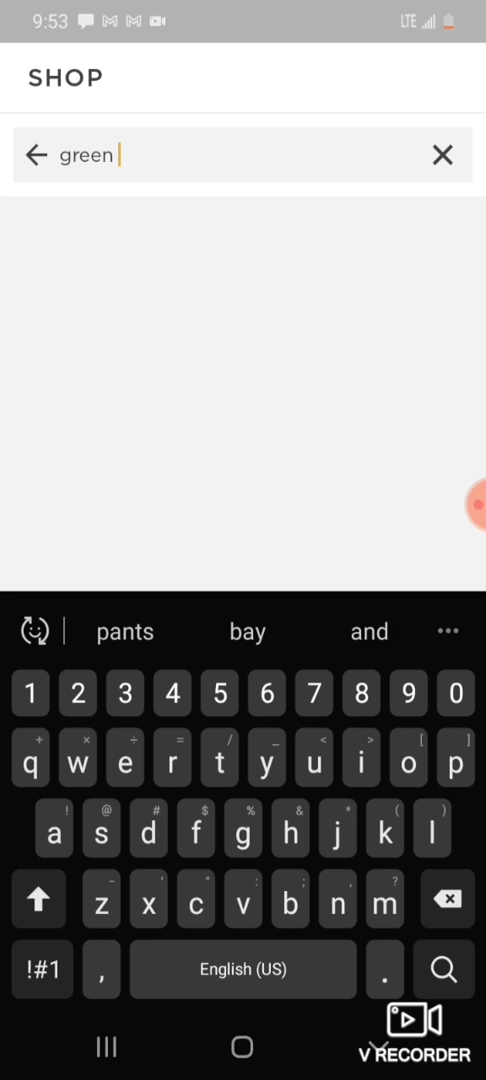 9:53 LTE
SHOP
green
pants bay and
1 2 3 4 5 6 7 8 9 0
+ × ÷ = / _ < > [ ]
q w e r t y u i o p
! @ # $ % & * ( )
a s d f g h j k l
- ' " : ; , ?
z x c v b n m
!#1 , English (US) .
V RECORDER